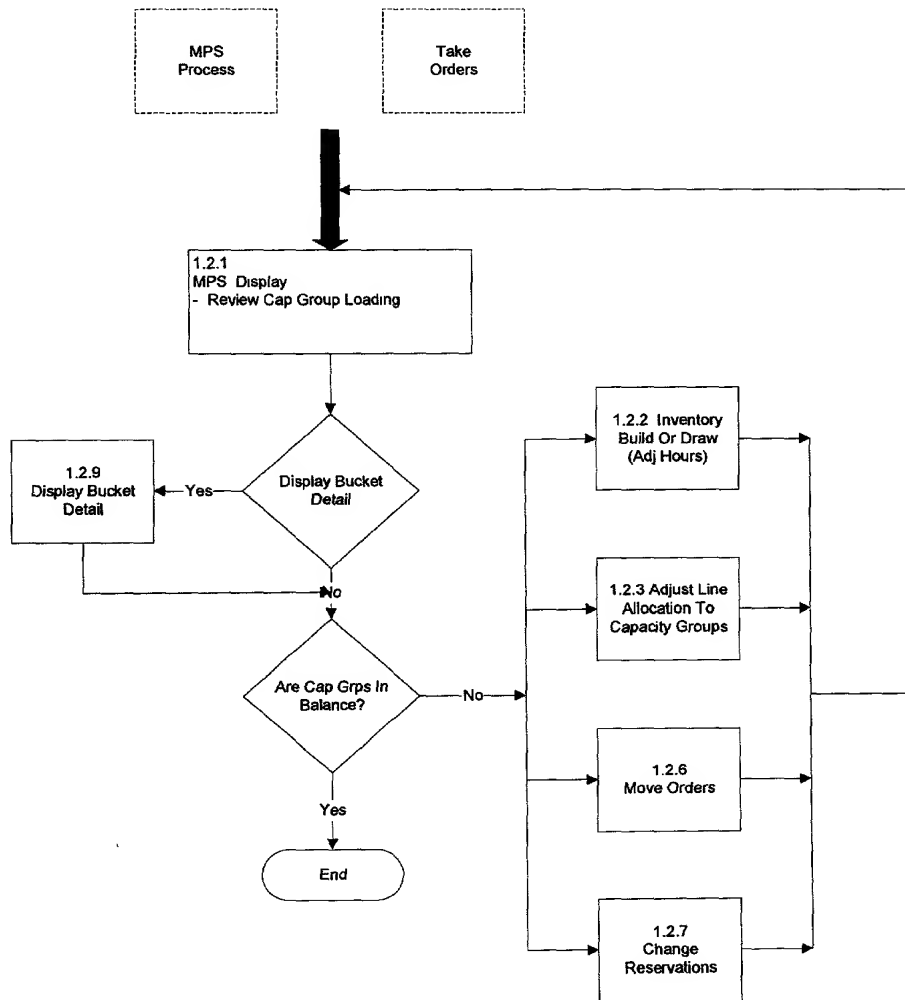 MPS
Process
Take
Orders
1.2.1
MPS Display
- Review Cap Group Loading
Display Bucket
Detail
Yes
1.2.9
Display Bucket
Detail
No
Are Cap Grps In
Balance?
No
Yes
End
1.2.2 Inventory
Build Or Draw
(Adj Hours)
1.2.3 Adjust Line
Allocation To
Capacity Groups
1.2.6
Move Orders
1.2.7
Change
Reservations